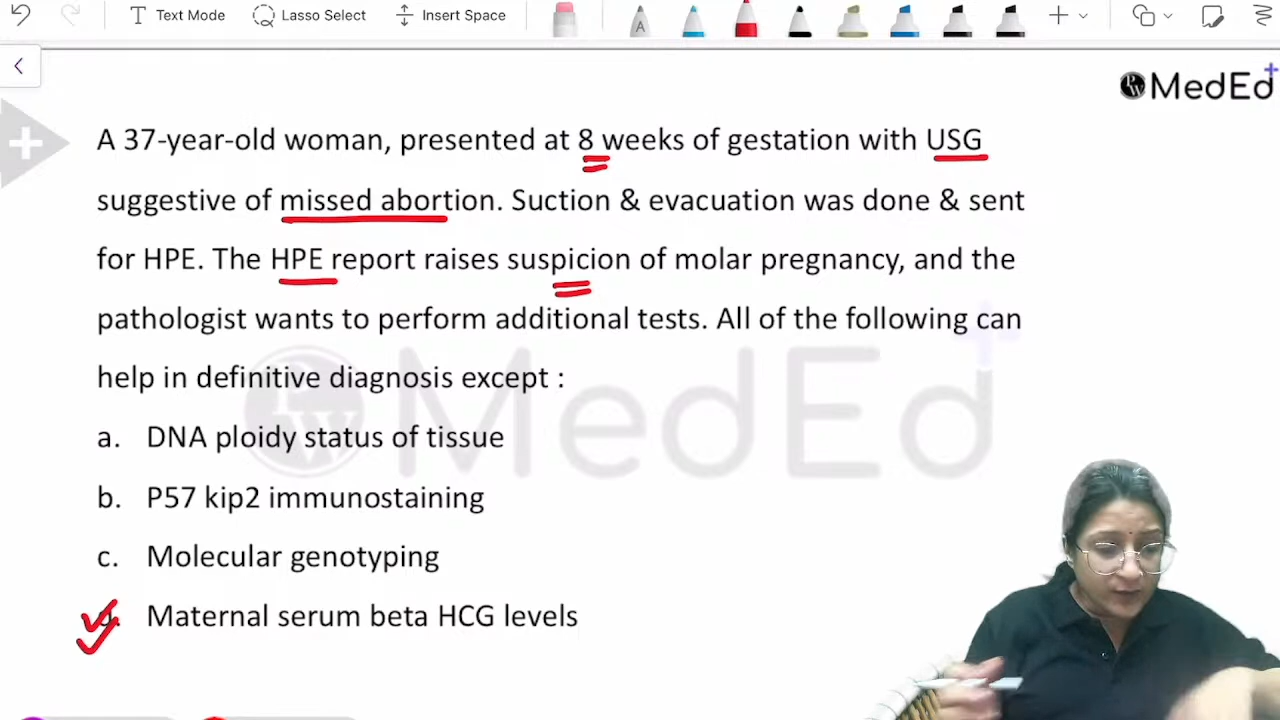 Text Mode Lasso Select Insert Space
A
PW MedEd+
A 37-year-old woman, presented at 8 weeks of gestation with USG
suggestive of missed abortion. Suction & evacuation was done & sent
for HPE. The HPE report raises suspicion of molar pregnancy, and the
pathologist wants to perform additional tests. All of the following can
help in definitive diagnosis except :
PW MedEd+
a. DNA ploidy status of tissue
b. P57 kip2 immunostaining
c. Molecular genotyping
d. Maternal serum beta HCG levels